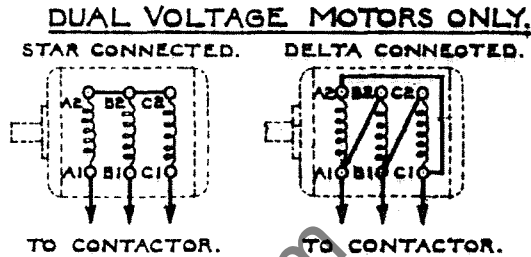 DUAL VOLTAGE MOTORS ONLY.
STAR CONNECTED. DELTA CONNECTED.
A2 B2 C2 A2 B2 C2
A1 B1 C1 A1 B1 C1
TO CONTACTOR. TO CONTACTOR.